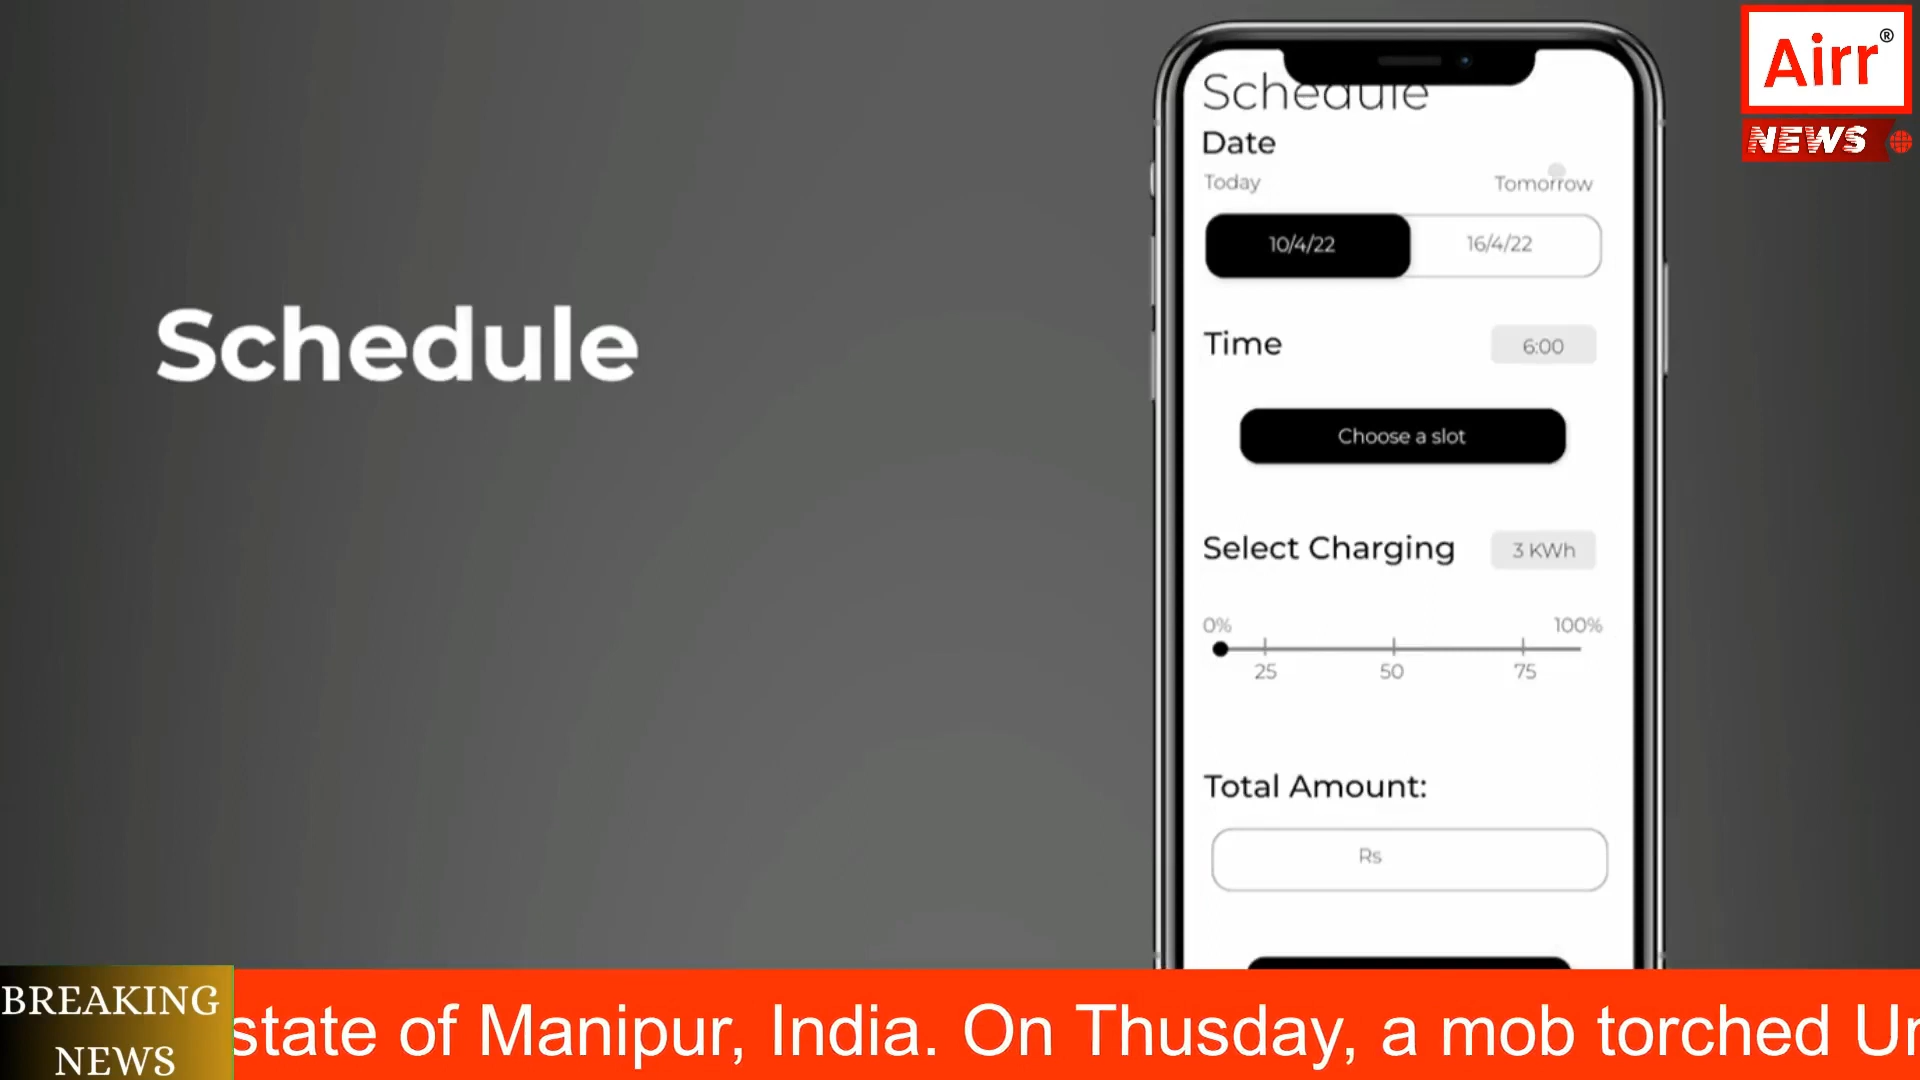 Airr®
NEWS
Schedule
Schedule
Date
Today
Tomorrow
10/4/22
16/4/22
Time
6:00
Choose a slot
Select Charging
3 KWh
0%
100%
25
50
75
Total Amount:
Rs
BREAKING
NEWS
state of Manipur, India. On Thusday, a mob torched